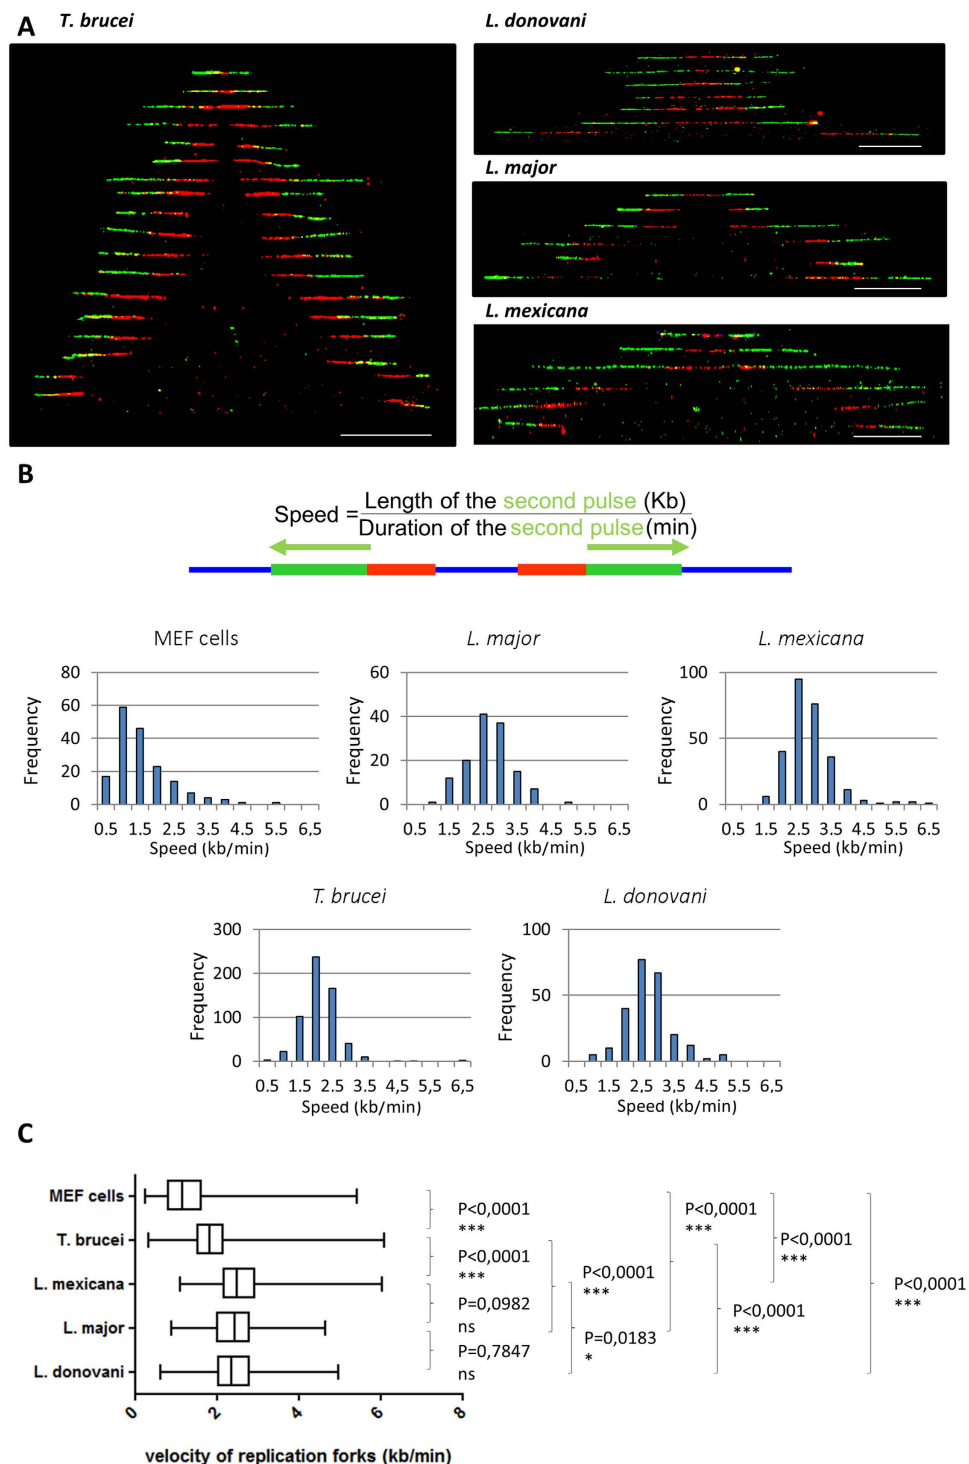 A
T. brucei
L. donovani
L. major
L. mexicana
B
Speed = Length of the second pulse (Kb)
Duration of the second pulse (min)
MEF cells
L. major
L. mexicana
Frequency
80
60
40
20
0
0.5 1.5 2.5 3.5 4.5 5.5 6.5
Speed (kb/min)
Frequency
60
40
20
0
0.5 1.5 2.5 3.5 4.5 5.5 6.5
Speed (kb/min)
Frequency
100
50
0
0.5 1.5 2.5 3.5 4.5 5.5 6.5
Speed (kb/min)
T. brucei
L. donovani
Frequency
300
200
100
0
0.5 1.5 2.5 3.5 4,5 5,5 6,5
Speed (kb/min)
Frequency
100
50
0
0,5 1,5 2,5 3,5 4,5 5,5 6,5
Speed (kb/min)
C
MEF cells
T. brucei
L. mexicana
L. major
L. donovani
0 2 4 6 8
velocity of replication forks (kb/min)
P<0,0001
***
P<0,0001
***
P=0,0982
ns
P=0,7847
ns
P<0,0001
***
P=0,0183
*
P<0,0001
***
P<0,0001
***
P<0,0001
***
P<0,0001
***